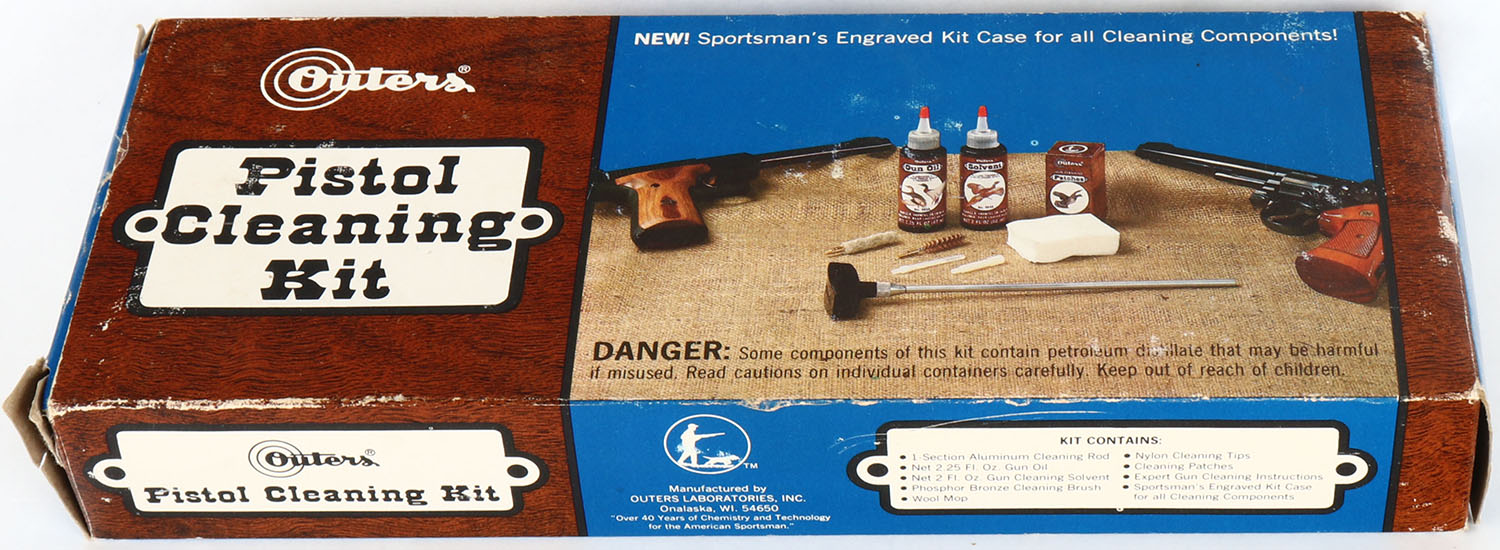 Outers®
Pistol
Cleaning
Kit
NEW! Sportsman's Engraved Kit Case for all Cleaning Components!
Outers
Gun Oil
Outers
Solvent
Outers
Patches
DANGER: Some components of this kit contain petroleum distillate that may be harmful
if misused. Read cautions on individual containers carefully. Keep out of reach of children.
Outers®
Pistol Cleaning Kit
TM
Manufactured by
OUTERS LABORATORIES, INC.
Onalaska, WI. 54650
"Over 40 Years of Chemistry and Technology
for the American Sportsman."
KIT CONTAINS:
• 1-Section Aluminum Cleaning Rod
• Net 2.25 Fl. Oz. Gun Oil
• Net 2 Fl. Oz. Gun Cleaning Solvent
• Phosphor Bronze Cleaning Brush
• Wool Mop
• Nylon Cleaning Tips
• Cleaning Patches
• Expert Gun Cleaning Instructions
• Sportsman's Engraved Kit Case
for all Cleaning Components